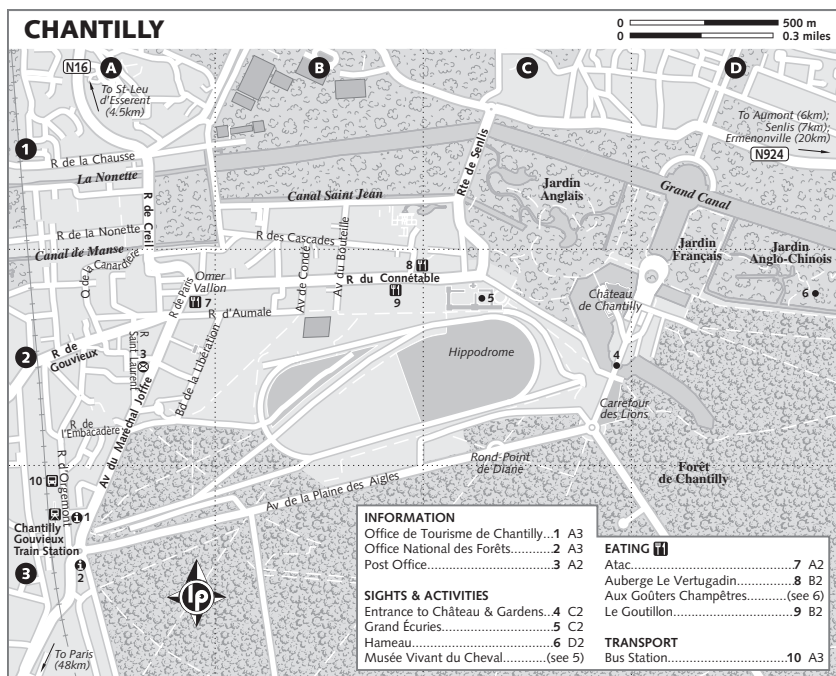 CHANTILLY
0 500 m
0 0.3 miles
N16
A
B
C
D
To St-Leu
d'Esserent
(4.5km)
To Aumont (6km);
Senlis (7km);
Ermenonville (20km)
N924
1
R de la Chausse
La Nonette
R de Creil
Canal Saint Jean
Rte de Senlis
Jardin
Anglais
Grand Canal
R de la Nonette
Canal de Manse
Q de la Canardière
R des Cascades
Av de Condé
Av du Bouteille
8
R du Connétable
9
Jardin
Français
Jardin
Anglo-Chinois
6
Omer
Vallon
R de Paris
7
R d'Aumale
5
Château
de Chantilly
2
R de
Gouvieux
R
Saint Laurent
3
Bd de la Libération
Hippodrome
4
Carrefour
des Lions
R de
l'Embacadère
Av du Maréchal Joffre
R d'Orgemont
Rond-Point
de Diane
Forêt
de Chantilly
10
Av de la Plaine des Aigles
1
Chantilly
Gouvieux
Train Station
3
2
lp
To Paris
(48km)
INFORMATION
Office de Tourisme de Chantilly...1 A3
Office National des Forêts...........2 A3
Post Office................................3 A2
SIGHTS & ACTIVITIES
Entrance to Château & Gardens..4 C2
Grand Écuries............................5 C2
Hameau....................................6 D2
Musée Vivant du Cheval.........(see 5)
EATING
Atac.........................................7 A2
Auberge Le Vertugadin..............8 B2
Aux Goûters Champêtres.......(see 6)
Le Goutillon..............................9 B2
TRANSPORT
Bus Station..............................10 A3